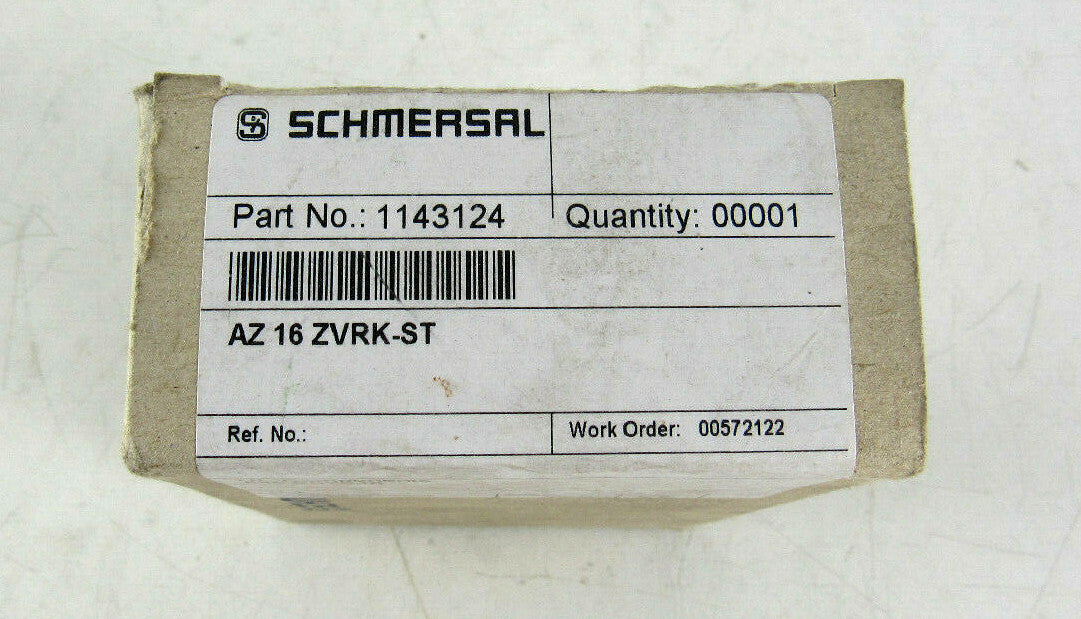 SCHMERSAL
Part No.: 1143124 Quantity: 00001
AZ 16 ZVRK-ST
Ref. No.: Work Order: 00572122